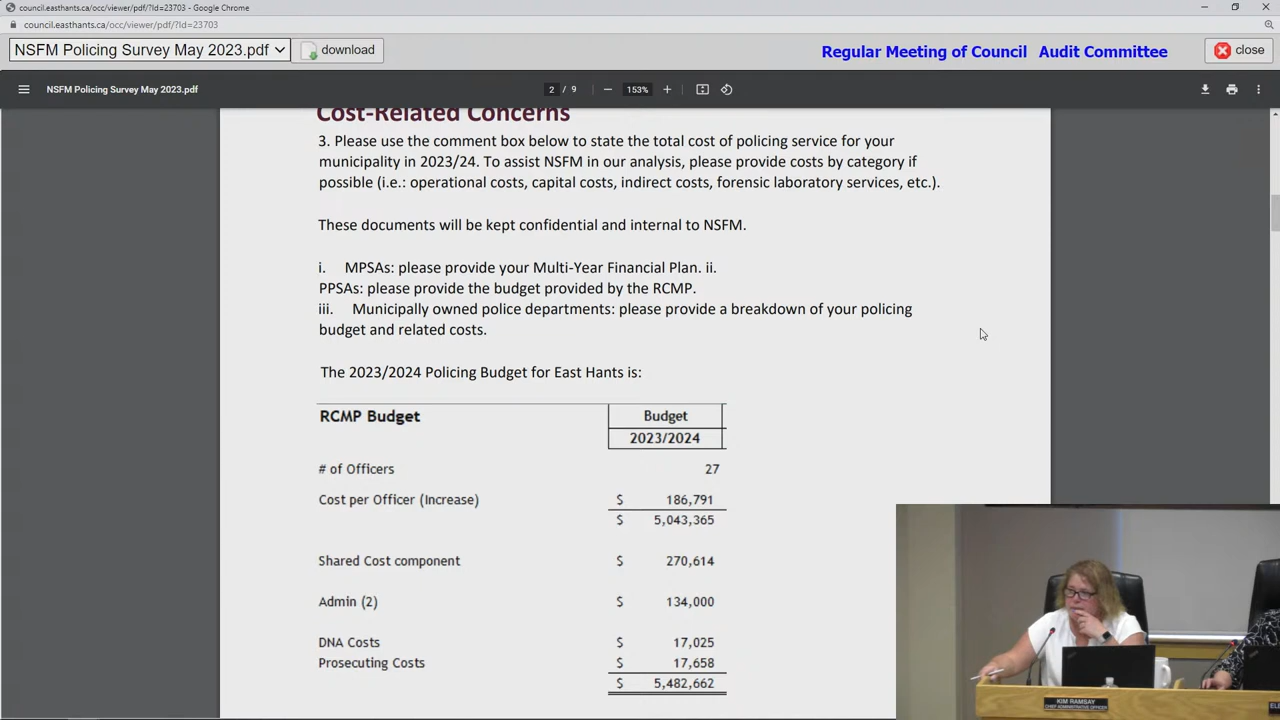 council.easthants.ca/occ/viewer/pdf/?Id=23703 - Google Chrome
council.easthants.ca/occ/viewer/pdf/?Id=23703
NSFM Policing Survey May 2023.pdf download Regular Meeting of Council Audit Committee close
NSFM Policing Survey May 2023.pdf 2 / 9 153%
Cost-Related Concerns
3. Please use the comment box below to state the total cost of policing service for your
municipality in 2023/24. To assist NSFM in our analysis, please provide costs by category if
possible (i.e.: operational costs, capital costs, indirect costs, forensic laboratory services, etc.).
These documents will be kept confidential and internal to NSFM.
i. MPSAs: please provide your Multi-Year Financial Plan. ii.
PPSAs: please provide the budget provided by the RCMP.
iii. Municipally owned police departments: please provide a breakdown of your policing
budget and related costs.
The 2023/2024 Policing Budget for East Hants is:
RCMP Budget Budget
2023/2024
# of Officers 27
Cost per Officer (Increase) $ 186,791
$ 5,043,365
Shared Cost component $ 270,614
Admin (2) $ 134,000
DNA Costs $ 17,025
Prosecuting Costs $ 17,658
$ 5,482,662
KIM RAMSAY
CHIEF ADMINISTRATIVE OFFICER
EL